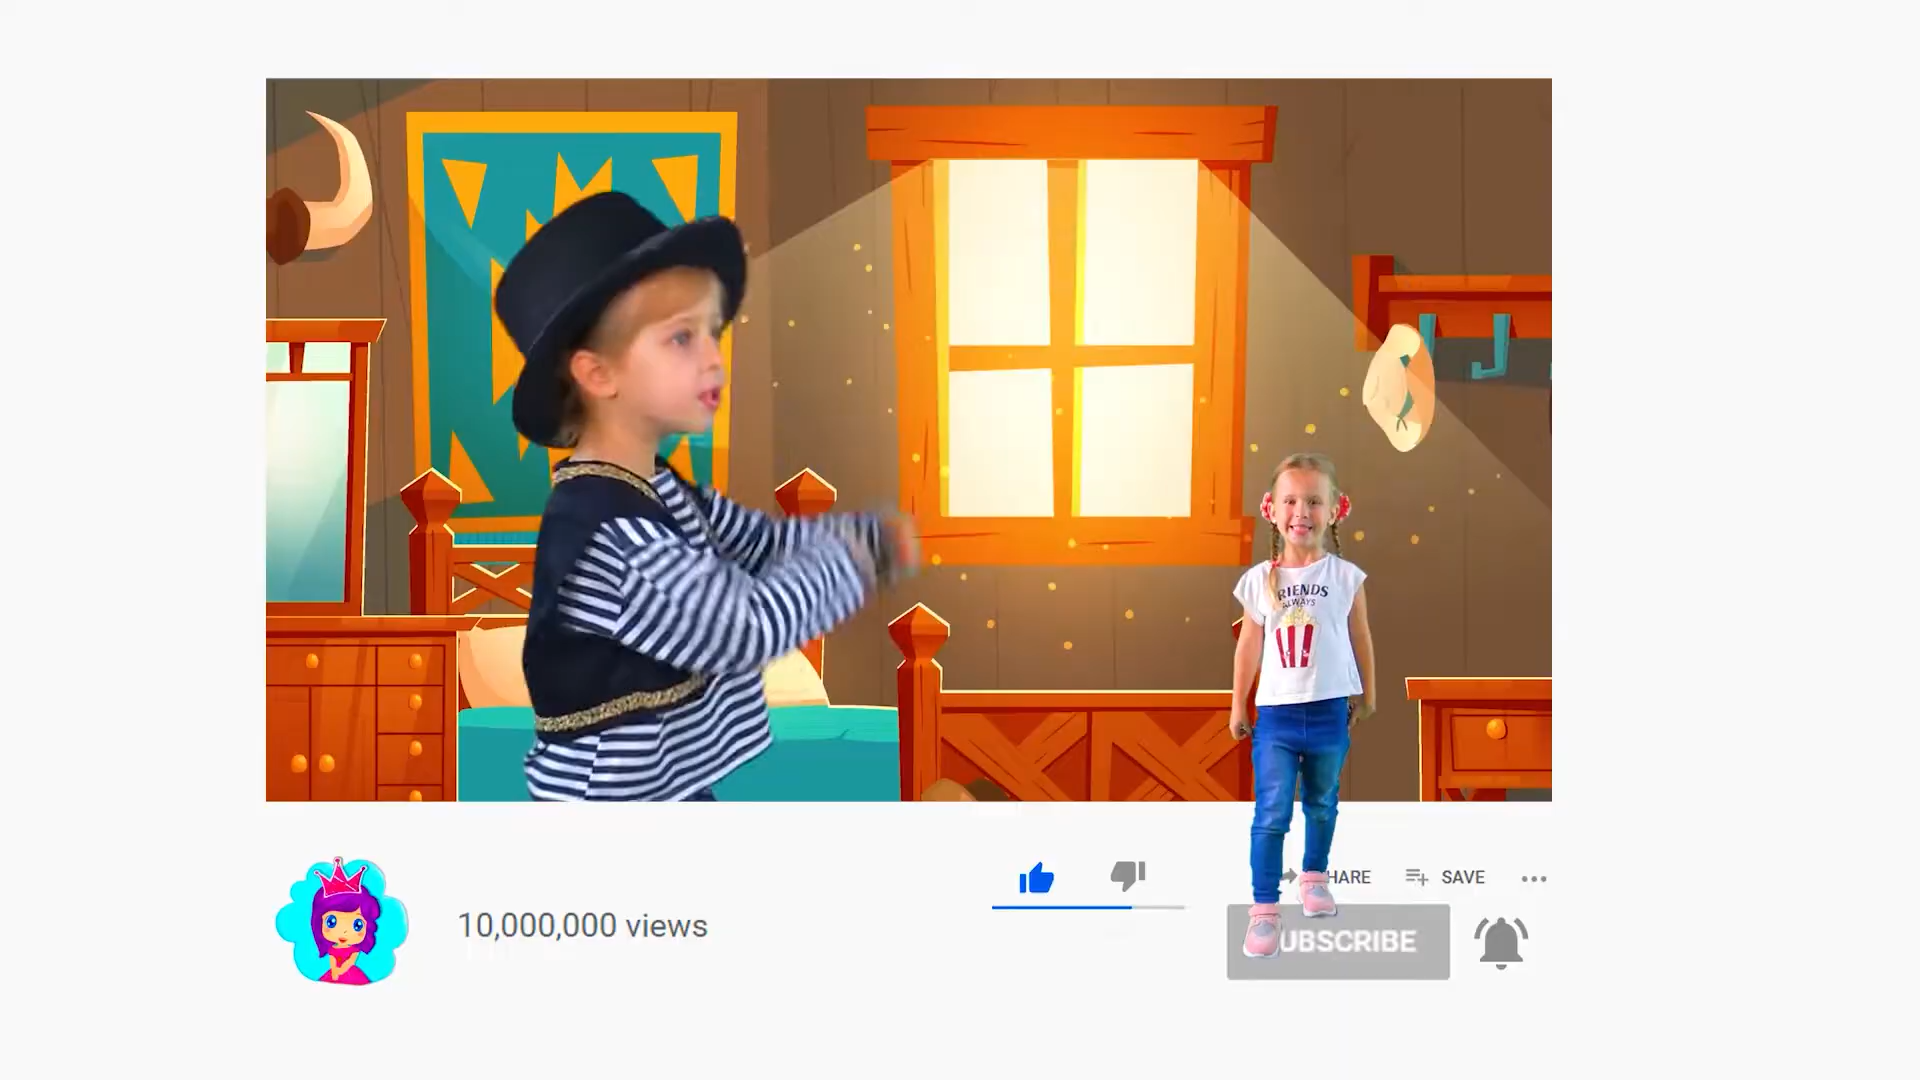 RIENDS
ALWAYS
10,000,000 views
HARE
SAVE
UBSCRIBE